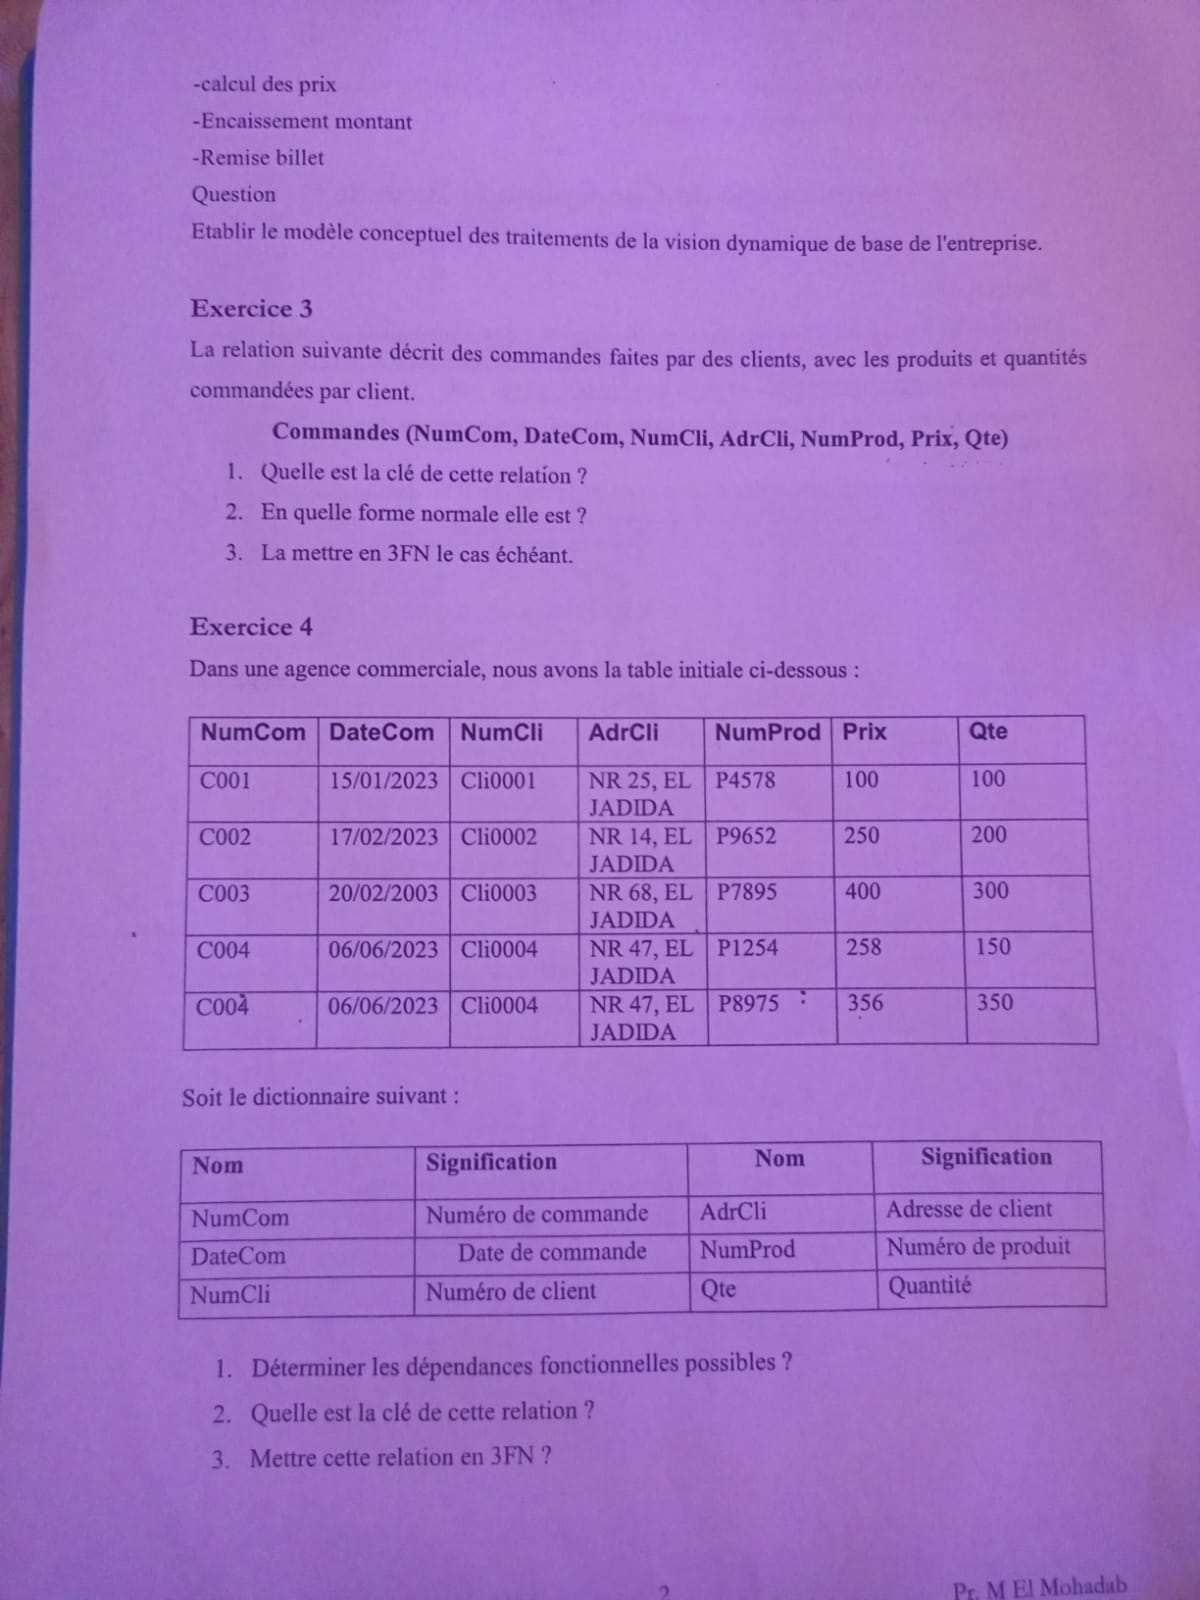 -calcul des prix
-Encaissement montant
-Remise billet
Question
Etablir le modèle conceptuel des traitements de la vision dynamique de base de l'entreprise.
Exercice 3
La relation suivante décrit des commandes faites par des clients, avec les produits et quantités
commandées par client.
Commandes (NumCom, DateCom, NumCli, AdrCli, NumProd, Prix, Qte)
1. Quelle est la clé de cette relation ?
2. En quelle forme normale elle est ?
3. La mettre en 3FN le cas échéant.
Exercice 4
Dans une agence commerciale, nous avons la table initiale ci-dessous :
NumCom DateCom NumCli AdrCli NumProd Prix Qte
C001 15/01/2023 Cli0001 NR 25, EL P4578 100 100
JADIDA
C002 17/02/2023 Cli0002 NR 14, EL P9652 250 200
JADIDA
C003 20/02/2003 Cli0003 NR 68, EL P7895 400 300
JADIDA
C004 06/06/2023 Cli0004 NR 47, EL P1254 258 150
JADIDA
C004 06/06/2023 Cli0004 NR 47, EL P8975 356 350
JADIDA
Soit le dictionnaire suivant :
Nom Signification Nom Signification
NumCom Numéro de commande AdrCli Adresse de client
DateCom Date de commande NumProd Numéro de produit
NumCli Numéro de client Qte Quantité
1. Déterminer les dépendances fonctionnelles possibles ?
2. Quelle est la clé de cette relation ?
3. Mettre cette relation en 3FN ?
2
Pr. M El Mohadab